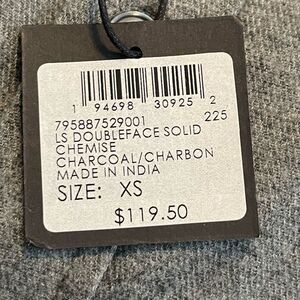 1 94698 30925 2
795887529001 225
LS DOUBLEFACE SOLID
CHEMISE
CHARCOAL/CHARBON
MADE IN INDIA
SIZE: XS
$119.50